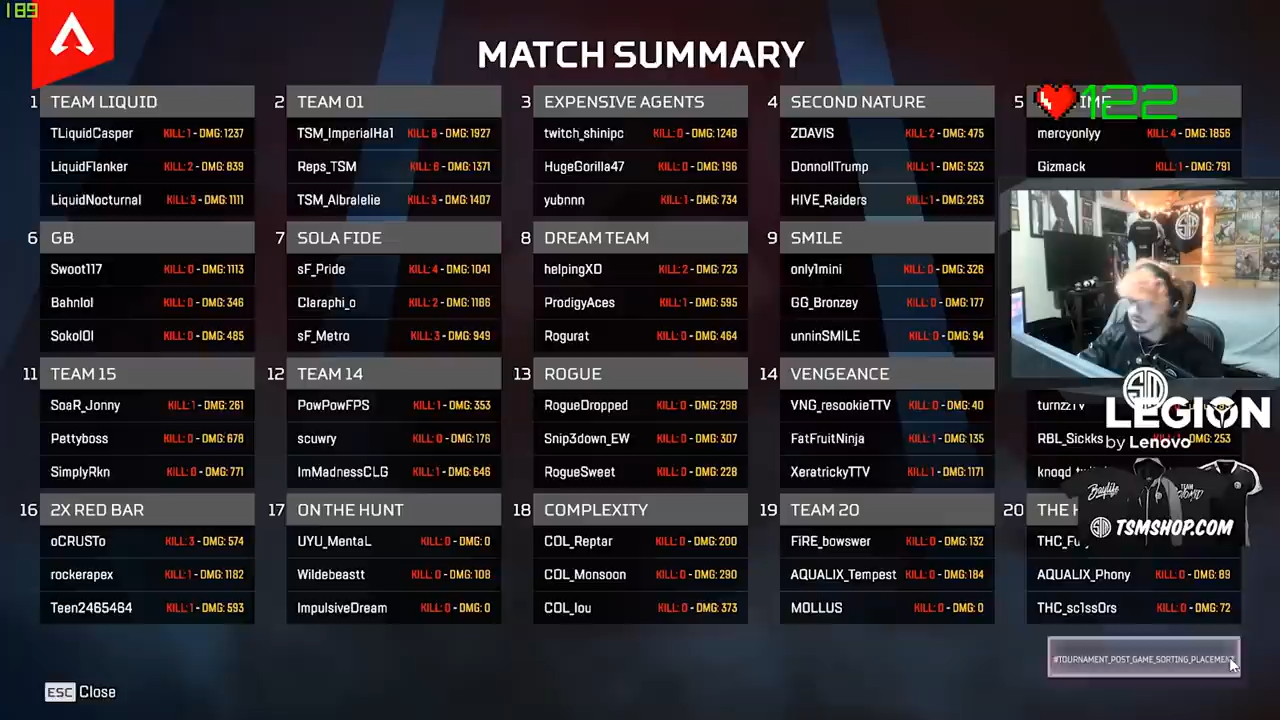 189
MATCH SUMMARY
122
1 TEAM LIQUID
TLiquidCasper KILL: 1 - DMG: 1237
LiquidFlanker KILL: 2 - DMG: 839
LiquidNocturnal KILL: 3 - DMG: 1111
2 TEAM 01
TSM_ImperialHal KILL: 8 - DMG: 1927
Reps_TSM KILL: 6 - DMG: 1371
TSM_Albralelie KILL: 3 - DMG: 1407
3 EXPENSIVE AGENTS
twitch_shinipc KILL: 0 - DMG: 1248
HugeGorilla47 KILL: 0 - DMG: 196
yubnnn KILL: 1 - DMG: 734
4 SECOND NATURE
ZDAVIS KILL: 2 - DMG: 475
DonnollTrump KILL: 1 - DMG: 523
HIVE_Raiders KILL: 1 - DMG: 263
5
mercyonlyy KILL: 4 - DMG: 1856
Gizmack KILL: 1 - DMG: 791
6 GB
Swoot117 KILL: 0 - DMG: 1113
Bahnlol KILL: 0 - DMG: 346
SokolOl KILL: 0 - DMG: 485
7 SOLA FIDE
sF_Pride KILL: 4 - DMG: 1041
Claraphi_o KILL: 2 - DMG: 1186
sF_Metro KILL: 3 - DMG: 949
8 DREAM TEAM
helpingXD KILL: 2 - DMG: 723
ProdigyAces KILL: 1 - DMG: 595
Rogurat KILL: 0 - DMG: 464
9 SMILE
only1mini KILL: 0 - DMG: 326
GG_Bronzey KILL: 0 - DMG: 177
unninSMILE KILL: 0 - DMG: 94
11 TEAM 15
SoaR_Jonny KILL: 1 - DMG: 261
Pettyboss KILL: 0 - DMG: 678
SimplyRkn KILL: 0 - DMG: 771
12 TEAM 14
PowPowFPS KILL: 1 - DMG: 353
scuwry KILL: 0 - DMG: 176
ImMadnessCLG KILL: 1 - DMG: 646
13 ROGUE
RogueDropped KILL: 0 - DMG: 298
Snip3down_EW KILL: 0 - DMG: 307
RogueSweet KILL: 0 - DMG: 228
14 VENGEANCE
VNG_resookieTTV KILL: 0 - DMG: 40
FatFruitNinja KILL: 1 - DMG: 135
XeratrickyTTV KILL: 1 - DMG: 1171
turnzTV
RBL_Sickks DMG: 253
knoqd
LEGION
by Lenovo
TSMSHOP.COM
16 2X RED BAR
oCRUSTo KILL: 3 - DMG: 574
rockerapex KILL: 1 - DMG: 1182
Teen2465464 KILL: 1 - DMG: 593
17 ON THE HUNT
UYU_MentaL KILL: 0 - DMG: 0
Wildebeastt KILL: 0 - DMG: 108
ImpulsiveDream KILL: 0 - DMG: 0
18 COMPLEXITY
COL_Reptar KILL: 0 - DMG: 200
COL_Monsoon KILL: 0 - DMG: 290
COL_lou KILL: 0 - DMG: 373
19 TEAM 20
FiRE_bowswer KILL: 0 - DMG: 132
AQUALIX_Tempest KILL: 0 - DMG: 184
MOLLUS KILL: 0 - DMG: 0
20 THE
AQUALIX_Phony KILL: 0 - DMG: 89
THC_sc1ss0rs KILL: 0 - DMG: 72
#TOURNAMENT_POST_GAME_SORTING_PLACEMENT
ESC Close